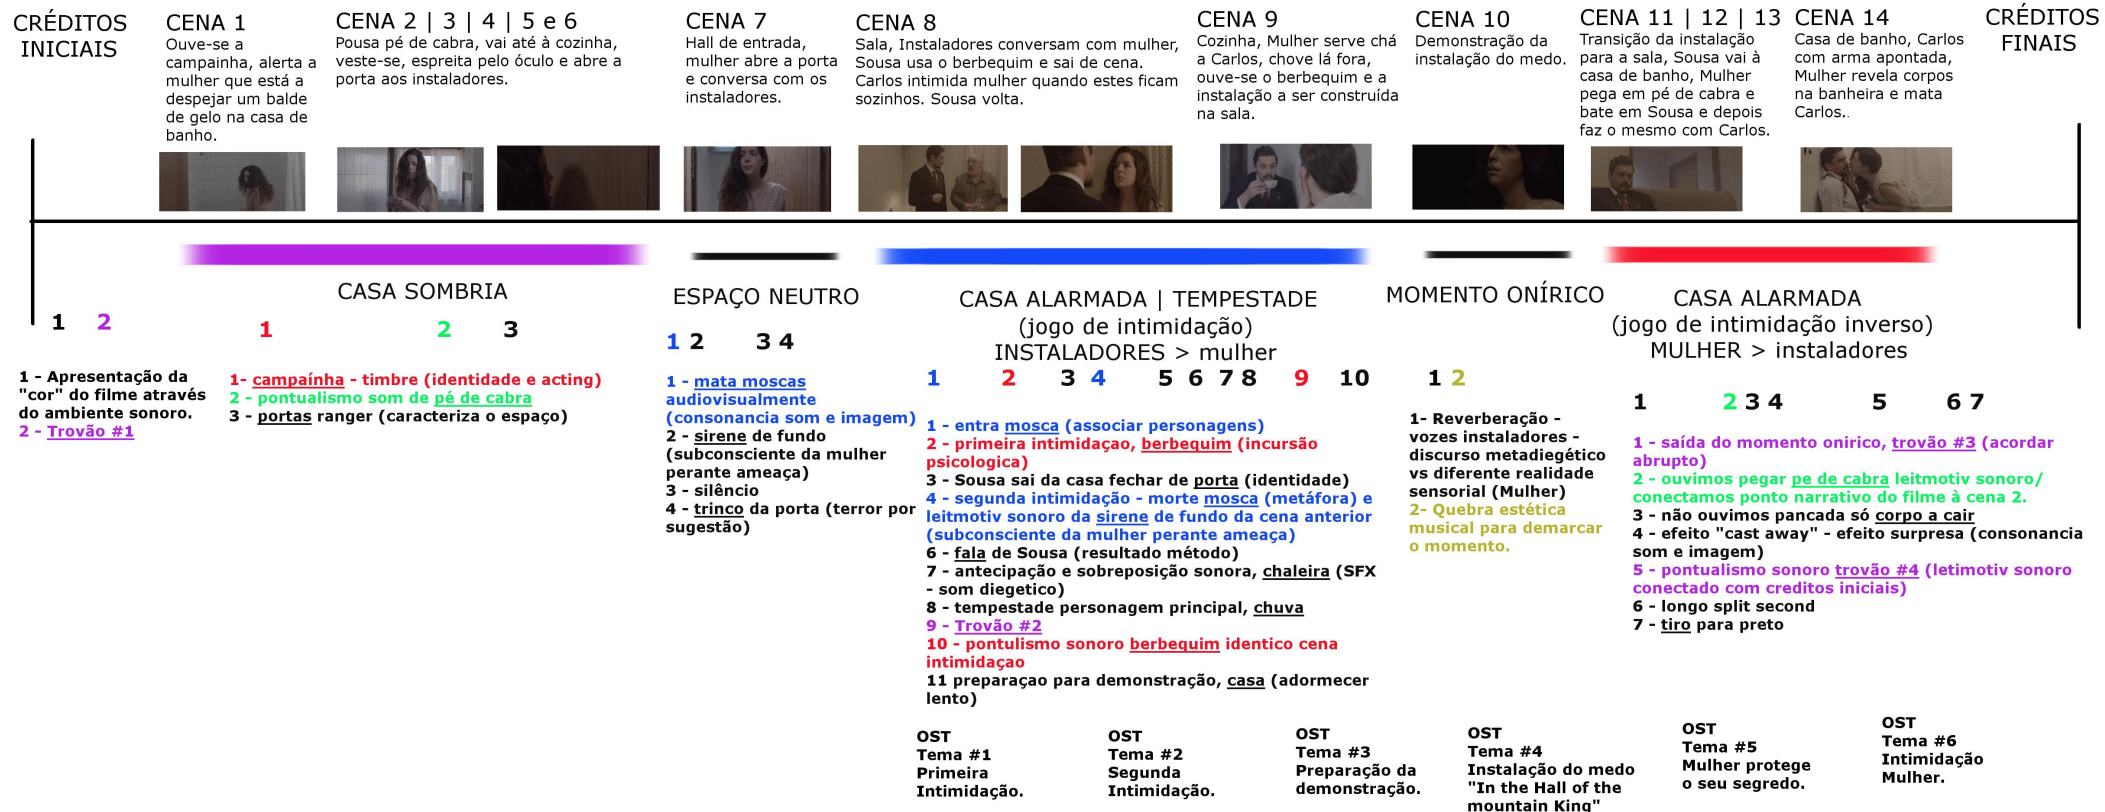 CRÉDITOS
INICIAIS
CENA 1
Ouve-se a
campainha, alerta a
mulher que está a
despejar um balde
de gelo na casa de
banho.
CENA 2 | 3 | 4 | 5 e 6
Pousa pé de cabra, vai até à cozinha,
veste-se, espreita pelo óculo e abre a
porta aos instaladores.
CENA 7
Hall de entrada,
mulher abre a porta
e conversa com os
instaladores.
CENA 8
Sala, Instaladores conversam com mulher,
Sousa usa o berbequim e sai de cena.
Carlos intimida mulher quando estes ficam
sozinhos. Sousa volta.
CENA 9
Cozinha, Mulher serve chá
a Carlos, chove lá fora,
ouve-se o berbequim e a
instalação a ser construída
na sala.
CENA 10
Demonstração da
instalação do medo.
CENA 11 | 12 | 13
Transição da instalação
para a sala, Sousa vai à
casa de banho, Mulher
pega em pé de cabra e
bate em Sousa e depois
faz o mesmo com Carlos.
CENA 14
Casa de banho, Carlos
com arma apontada,
Mulher revela corpos
na banheira e mata
Carlos..
CRÉDITOS
FINAIS
1 2
1 - Apresentação da
"cor" do filme através
do ambiente sonoro.
2 - Trovão #1
CASA SOMBRIA
1 2 3
1- campaínha - timbre (identidade e acting)
2 - pontualismo som de pé de cabra
3 - portas ranger (caracteriza o espaço)
ESPAÇO NEUTRO
1 2 3 4
1 - mata moscas
audiovisualmente
(consonancia som e imagem)
2 - sirene de fundo
(subconsciente da mulher
perante ameaça)
3 - silêncio
4 - trinco da porta (terror por
sugestão)
CASA ALARMADA | TEMPESTADE
(jogo de intimidação)
INSTALADORES > mulher
1 2 3 4 5 6 7 8 9 10
1 - entra mosca (associar personagens)
2 - primeira intimidaçao, berbequim (incursão
psicologica)
3 - Sousa sai da casa fechar de porta (identidade)
4 - segunda intimidação - morte mosca (metáfora) e
leitmotiv sonoro da sirene de fundo da cena anterior
(subconsciente da mulher perante ameaça)
6 - fala de Sousa (resultado método)
7 - antecipação e sobreposição sonora, chaleira (SFX
- som diegetico)
8 - tempestade personagem principal, chuva
9 - Trovão #2
10 - pontulismo sonoro berbequim identico cena
intimidaçao
11 preparaçao para demonstração, casa (adormecer
lento)
MOMENTO ONÍRICO
1 2
1- Reverberação -
vozes instaladores -
discurso metadiegético
vs diferente realidade
sensorial (Mulher)
2- Quebra estética
musical para demarcar
o momento.
CASA ALARMADA
(jogo de intimidação inverso)
MULHER > instaladores
1 2 3 4 5 6 7
1 - saída do momento onirico, trovão #3 (acordar
abrupto)
2 - ouvimos pegar pe de cabra leitmotiv sonoro/
conectamos ponto narrativo do filme à cena 2.
3 - não ouvimos pancada só corpo a cair
4 - efeito "cast away" - efeito surpresa (consonancia
som e imagem)
5 - pontualismo sonoro trovão #4 (letimotiv sonoro
conectado com creditos iniciais)
6 - longo split second
7 - tiro para preto
OST
Tema #1
Primeira
Intimidação.
OST
Tema #2
Segunda
Intimidação.
OST
Tema #3
Preparação da
demonstração.
OST
Tema #4
Instalação do medo
"In the Hall of the
mountain King"
OST
Tema #5
Mulher protege
o seu segredo.
OST
Tema #6
Intimidação
Mulher.